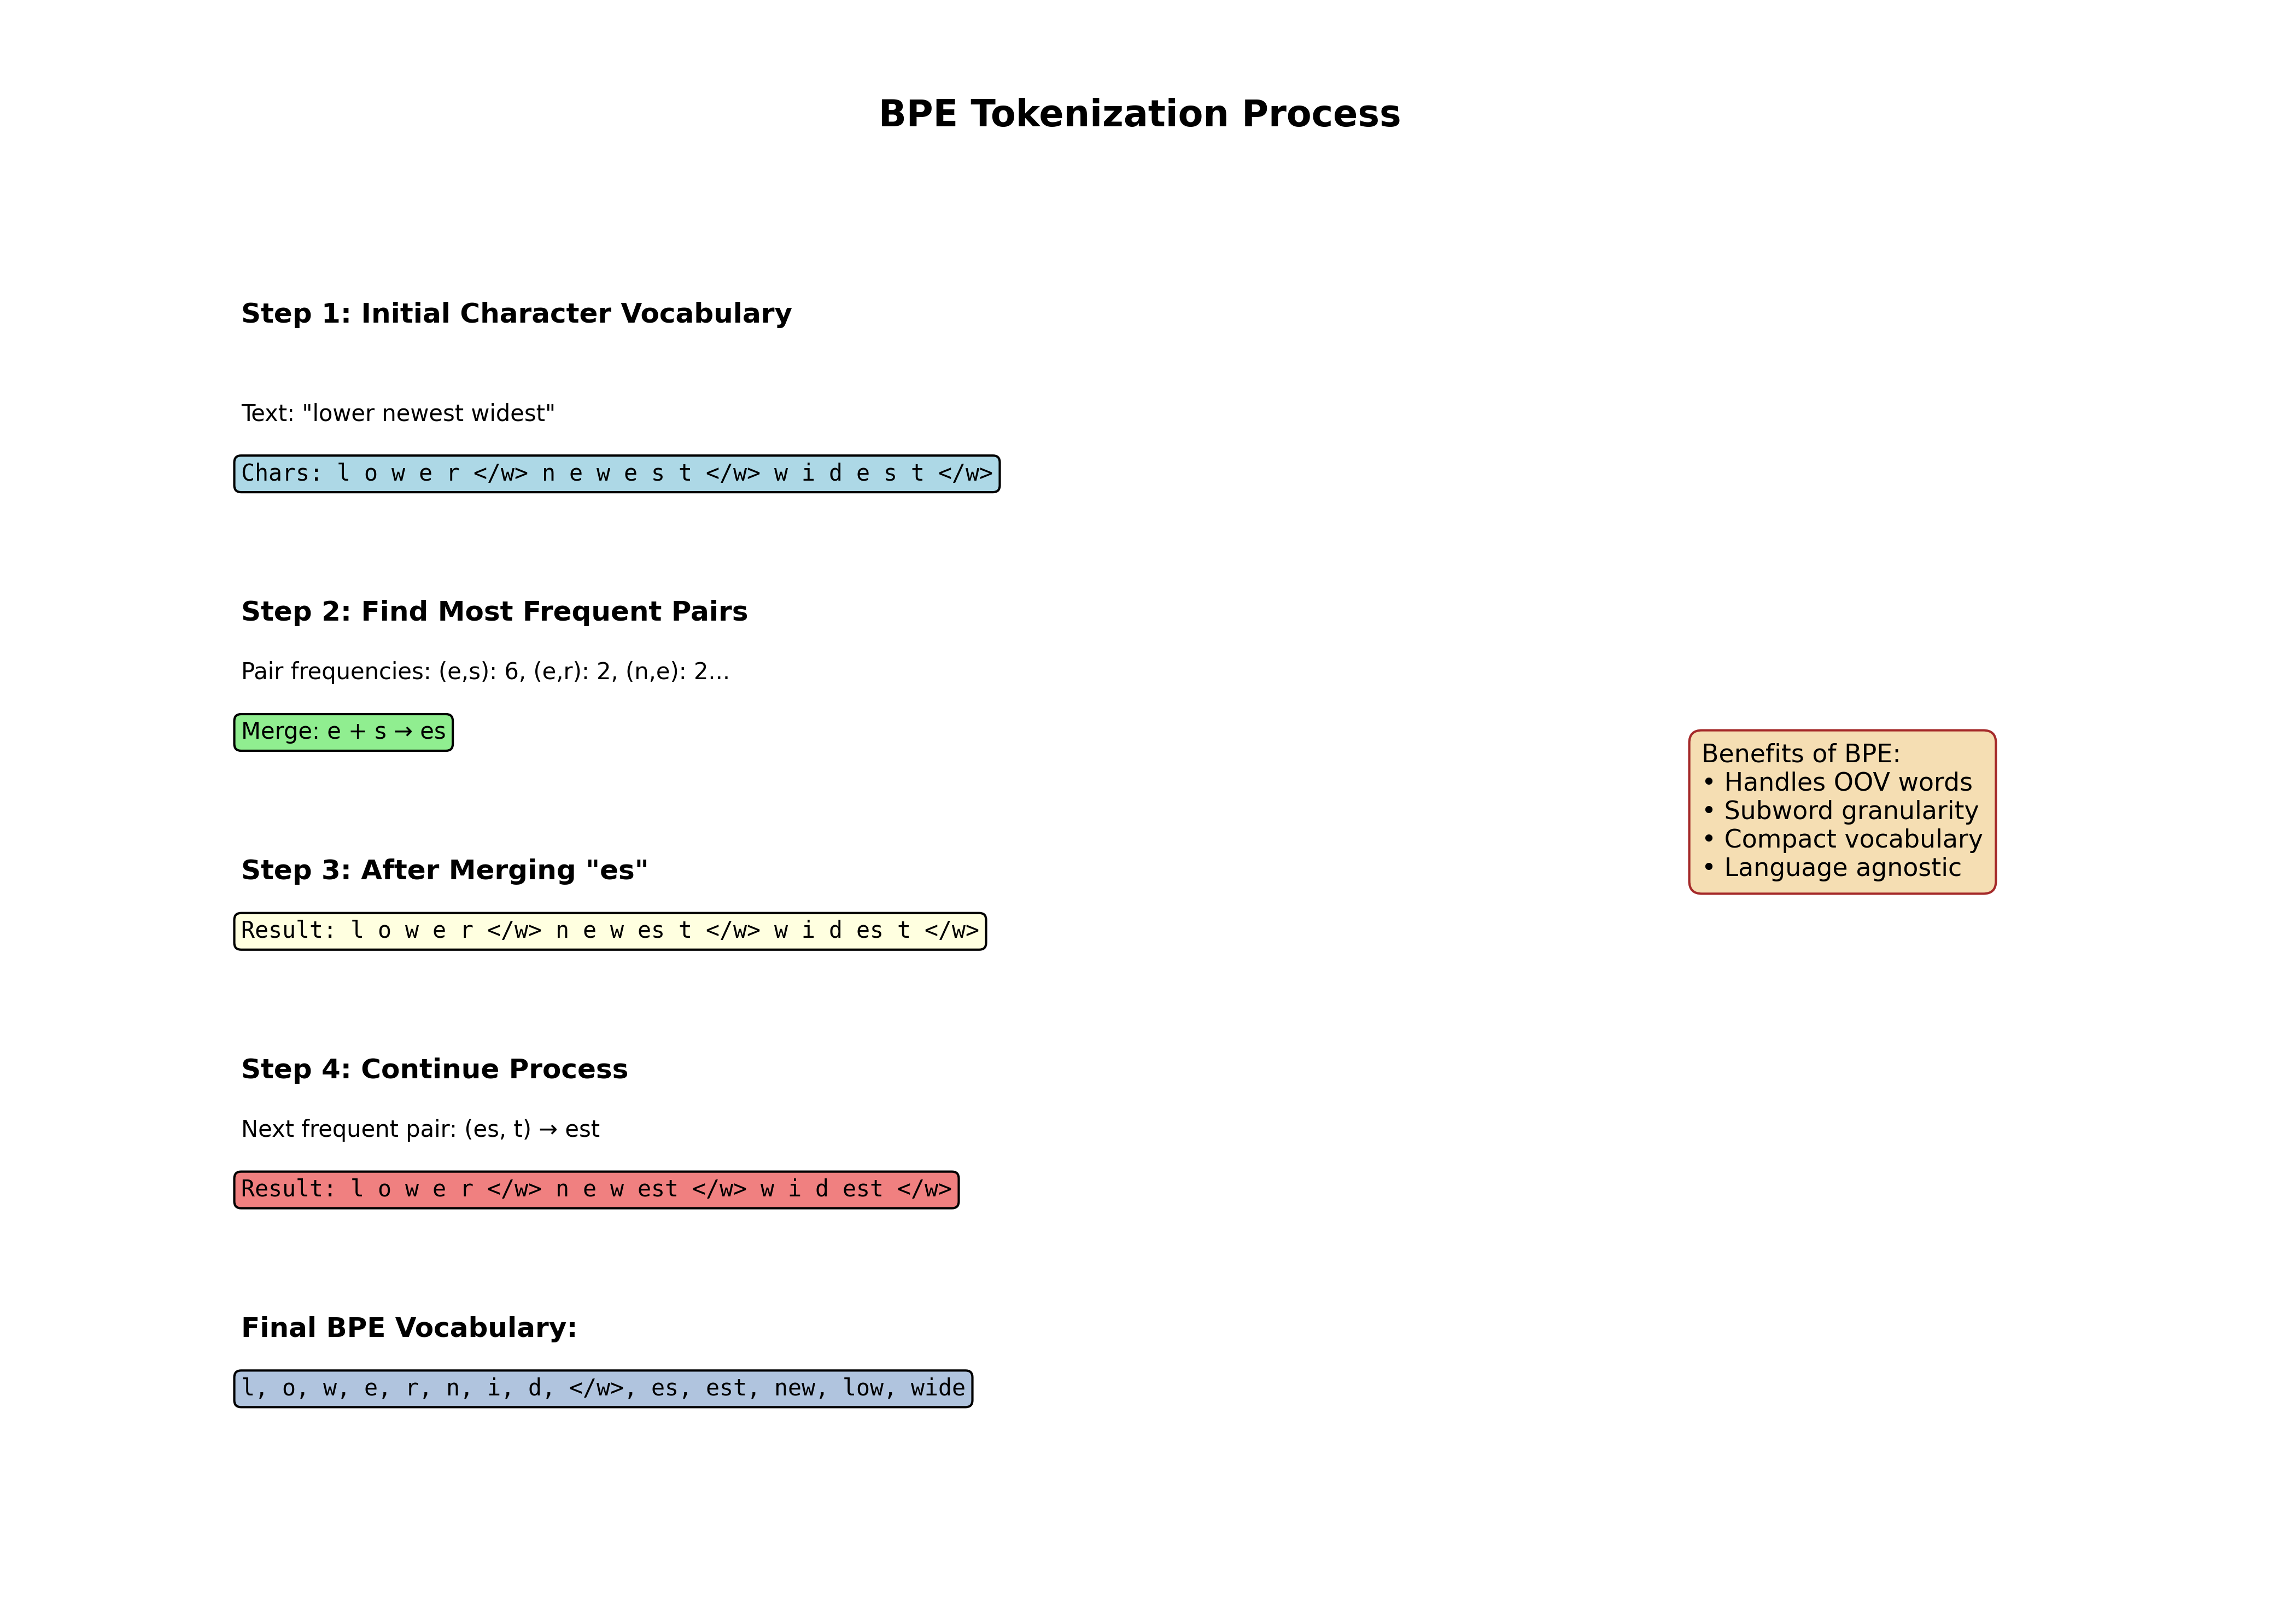 BPE Tokenization Process
Step 1: Initial Character Vocabulary
Text: "lower newest widest"
Chars: l o w e r </w> n e w e s t </w> w i d e s t </w>
Step 2: Find Most Frequent Pairs
Pair frequencies: (e,s): 6, (e,r): 2, (n,e): 2...
Merge: e + s → es
Step 3: After Merging "es"
Result: l o w e r </w> n e w es t </w> w i d es t </w>
Step 4: Continue Process
Next frequent pair: (es, t) → est
Result: l o w e r </w> n e w est </w> w i d est </w>
Final BPE Vocabulary:
l, o, w, e, r, n, i, d, </w>, es, est, new, low, wide
Benefits of BPE:
• Handles OOV words
• Subword granularity
• Compact vocabulary
• Language agnostic